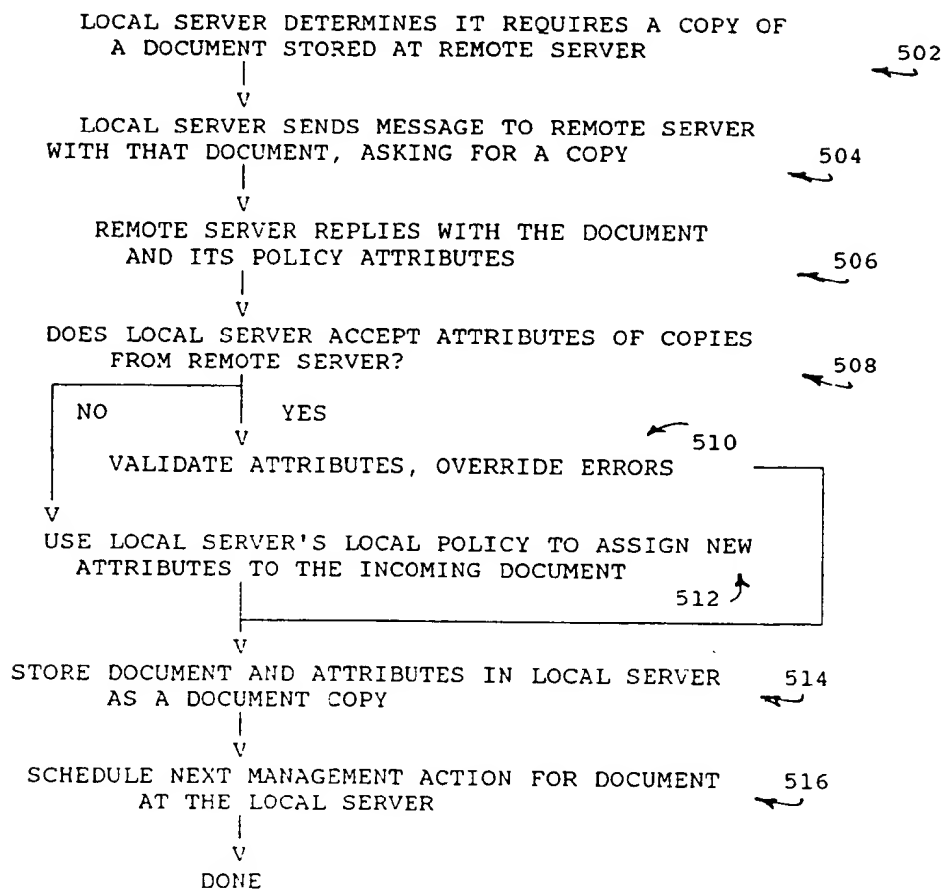 LOCAL SERVER DETERMINES IT REQUIRES A COPY OF
A DOCUMENT STORED AT REMOTE SERVER
502
V
LOCAL SERVER SENDS MESSAGE TO REMOTE SERVER
WITH THAT DOCUMENT, ASKING FOR A COPY
504
V
REMOTE SERVER REPLIES WITH THE DOCUMENT
AND ITS POLICY ATTRIBUTES
506
V
DOES LOCAL SERVER ACCEPT ATTRIBUTES OF COPIES
FROM REMOTE SERVER?
508
NO YES
V
510
VALIDATE ATTRIBUTES, OVERRIDE ERRORS
V
USE LOCAL SERVER'S LOCAL POLICY TO ASSIGN NEW
ATTRIBUTES TO THE INCOMING DOCUMENT
512
V
STORE DOCUMENT AND ATTRIBUTES IN LOCAL SERVER
AS A DOCUMENT COPY
514
V
SCHEDULE NEXT MANAGEMENT ACTION FOR DOCUMENT
AT THE LOCAL SERVER
516
V
DONE